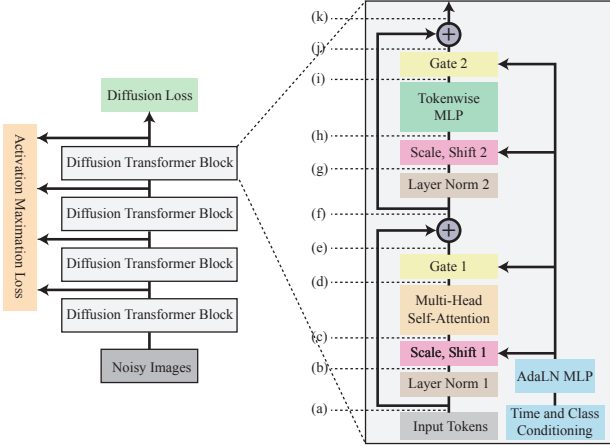 Diffusion Loss
Activation Maximation Loss
Diffusion Transformer Block
Diffusion Transformer Block
Diffusion Transformer Block
Diffusion Transformer Block
Noisy Images
(k)
(j)
Gate 2
(i)
Tokenwise
MLP
(h)
Scale, Shift 2
(g)
Layer Norm 2
(f)
(e)
Gate 1
(d)
Multi-Head
Self-Attention
(c)
Scale, Shift 1
(b)
AdaLN MLP
Layer Norm 1
(a)
Input Tokens
Time and Class
Conditioning